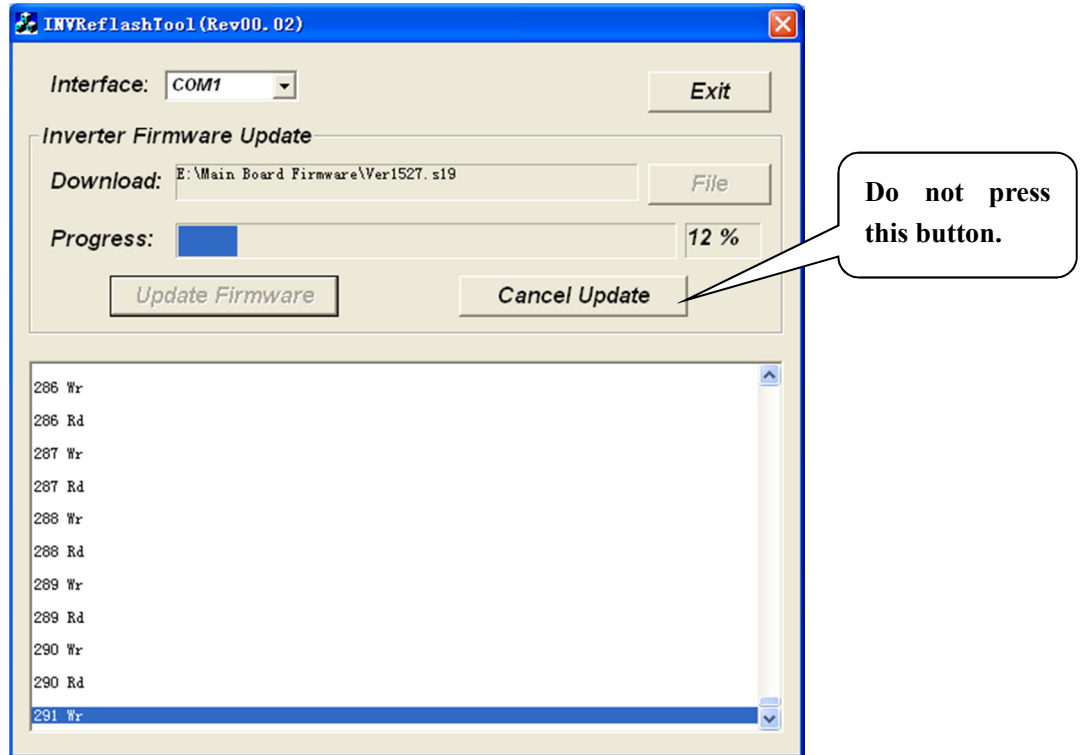 INVReflashTool(Rev00.02)
Interface: COM1
Exit
Inverter Firmware Update
Download: E:\Main Board Firmware\Ver1527.s19
File
Progress: 12 %
Update Firmware
Cancel Update
Do not press
this button.
286 Wr
286 Rd
287 Wr
287 Rd
288 Wr
288 Rd
289 Wr
289 Rd
290 Wr
290 Rd
291 Wr